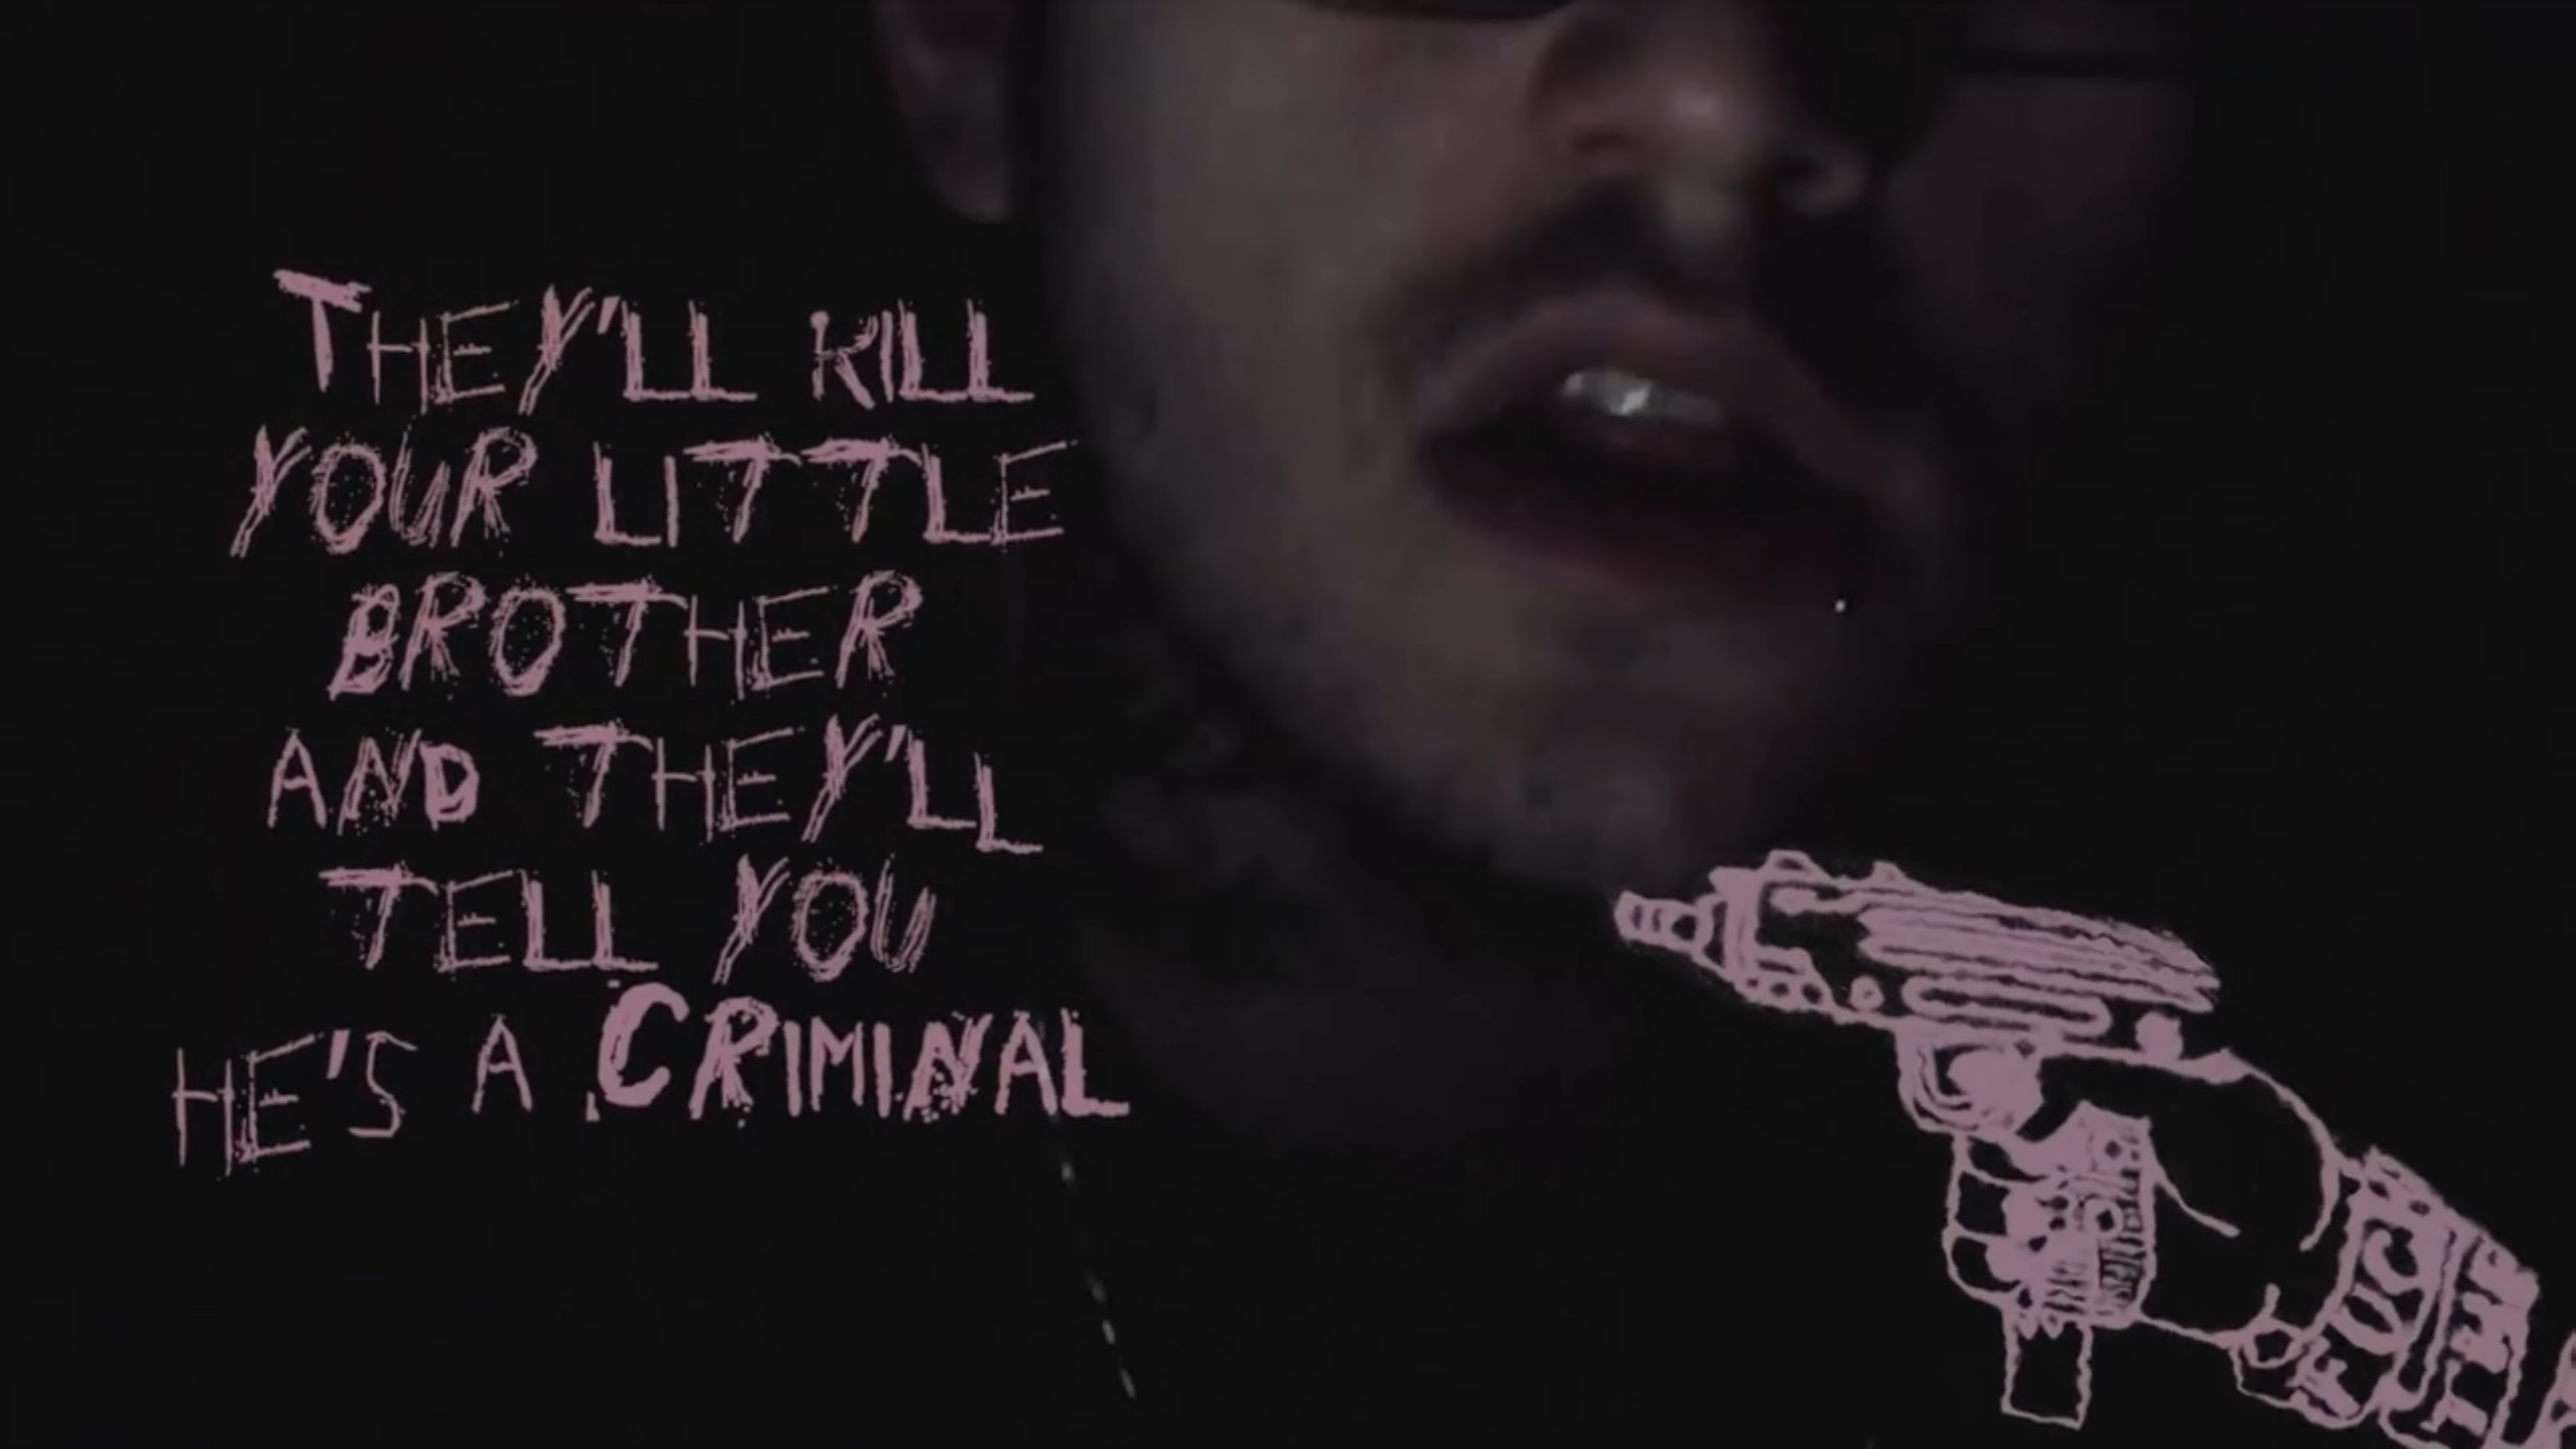 THEY'LL KILL
YOUR LITTLE
BROTHER
AND THEY'LL
TELL YOU
HE'S A CRIMINAL